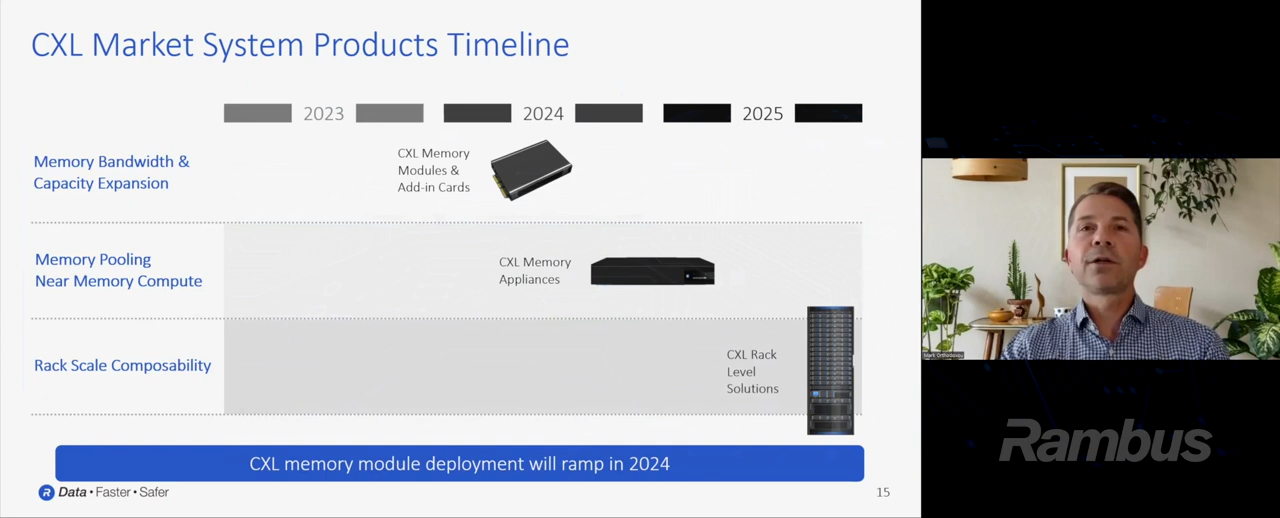 CXL Market System Products Timeline
2023
2024
2025
Memory Bandwidth &
Capacity Expansion
CXL Memory
Modules &
Add-in Cards
Memory Pooling
Near Memory Compute
CXL Memory
Appliances
Rack Scale Composability
CXL Rack
Level
Solutions
CXL memory module deployment will ramp in 2024
R Data • Faster • Safer
15
Mark Orthodoxou
Rambus